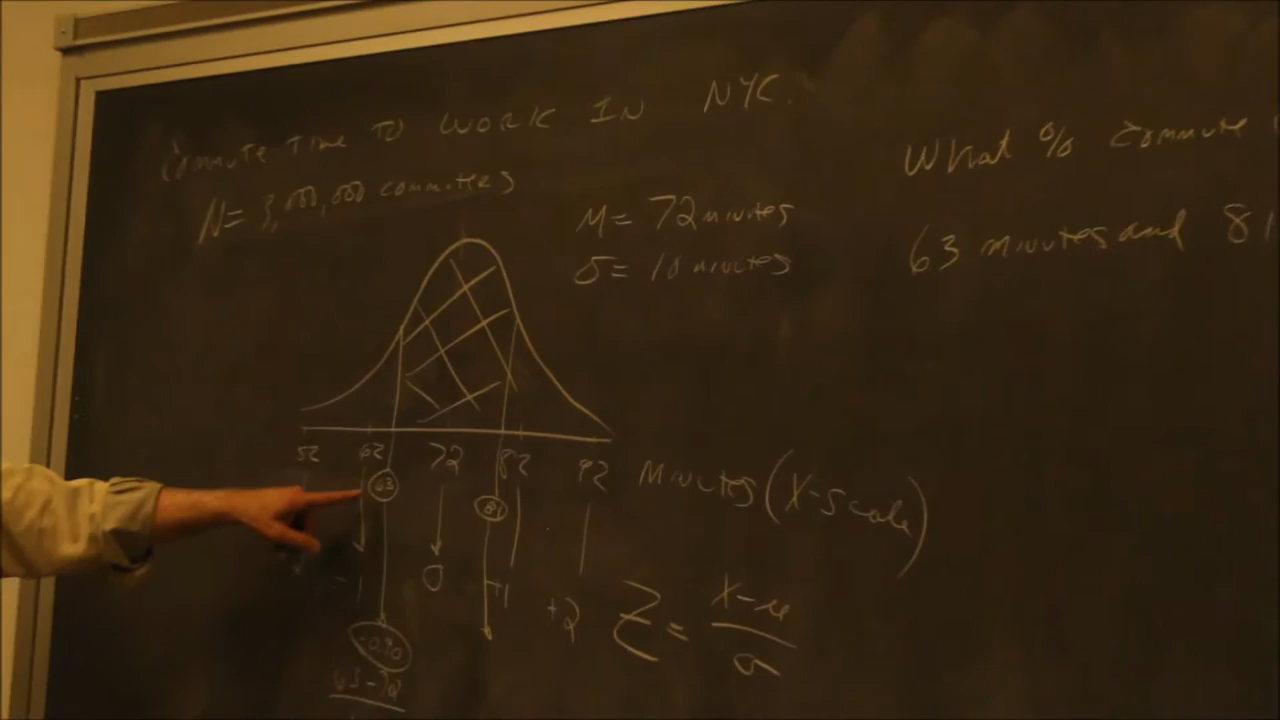 Commute Time TO WORK IN NYC.
N= 3,000,000 commuters
M= 72 minutes
σ= 10 minutes
What % commute
63 minutes and 81
52 62 72 82 92 Minutes (X-scale)
63 81
-1 0 +1 +2
Z = X-μ
σ
-0.90
63-72